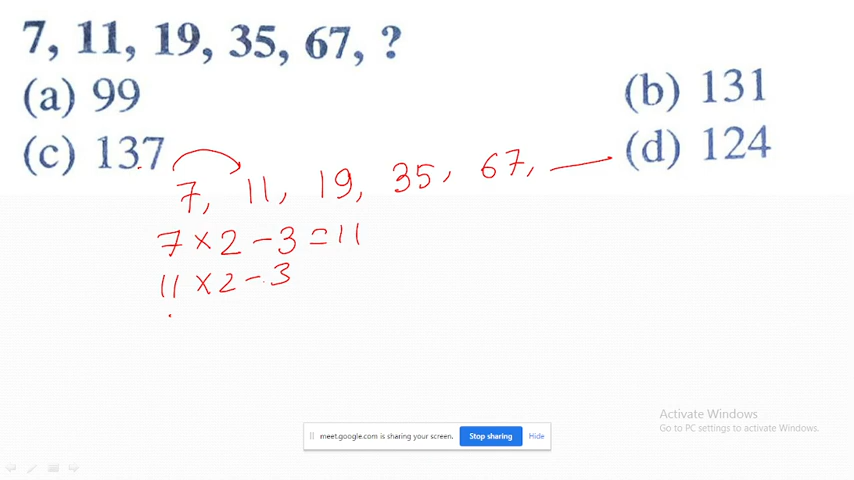 7, 11, 19, 35, 67, ?
(a) 99 (b) 131
(c) 137 (d) 124
7, 11, 19, 35, 67,
7 × 2 - 3 = 11
11 × 2 - 3
Activate Windows
Go to PC settings to activate Windows.
meet.google.com is sharing your screen. Stop sharing Hide